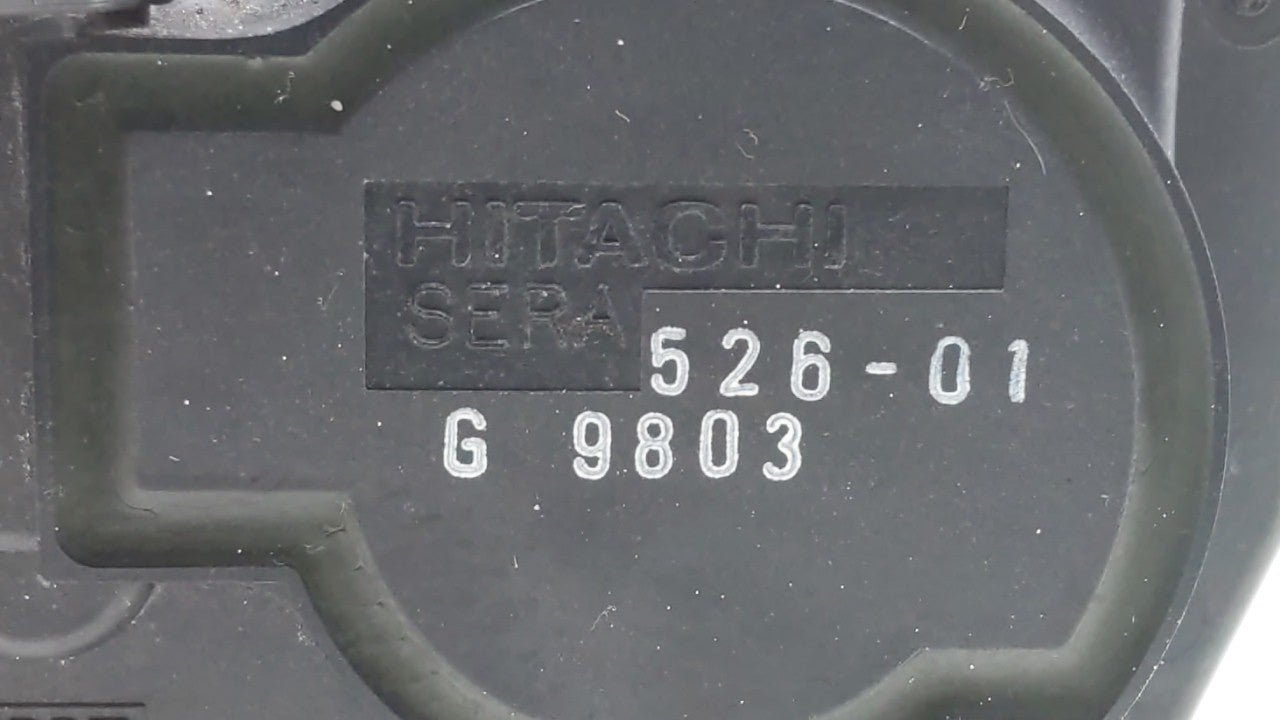 HITACHI
SERA 526-01
G 9803